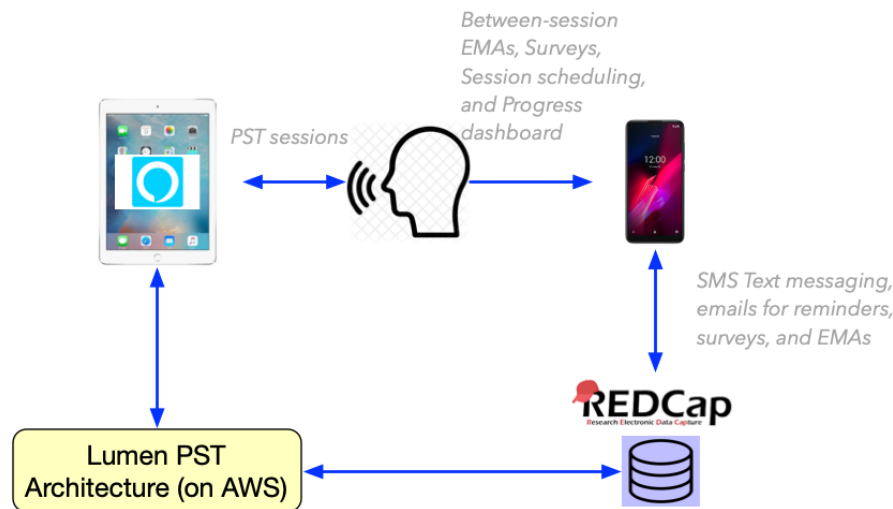 Between-session
EMAs, Surveys,
Session scheduling,
and Progress
dashboard
PST sessions
12:00
SMS Text messaging,
emails for reminders,
surveys, and EMAs
REDCap
Research Electronic Data Capture
Lumen PST
Architecture (on AWS)